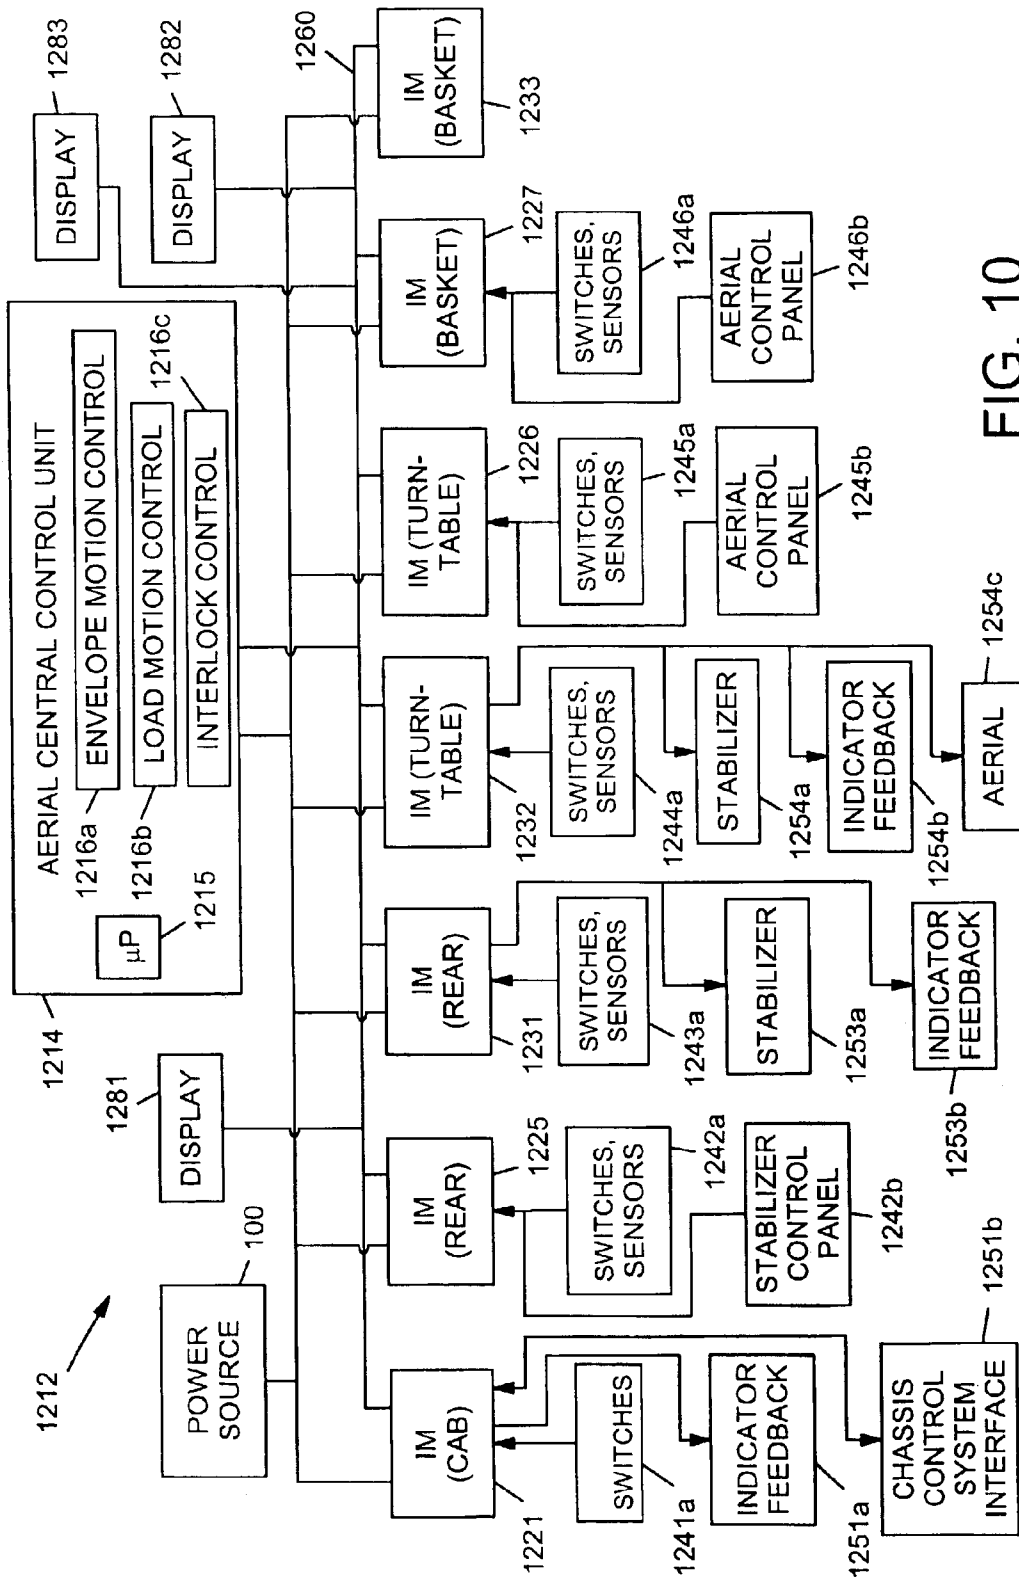 1212
POWER
SOURCE
100
DISPLAY
1281
1214
AERIAL CENTRAL CONTROL UNIT
µP
1215
ENVELOPE MOTION CONTROL
1216a
LOAD MOTION CONTROL
1216b
INTERLOCK CONTROL
1216c
DISPLAY
1283
DISPLAY
1282
1260
IM
(CAB)
1221
IM
(REAR)
1225
IM
(REAR)
1231
IM (TURN-
TABLE)
1232
IM (TURN-
TABLE)
1226
IM
(BASKET)
1227
IM
(BASKET)
1233
SWITCHES
1241a
INDICATOR
FEEDBACK
1251a
CHASSIS
CONTROL
SYSTEM
INTERFACE
1251b
SWITCHES,
SENSORS
1242a
STABILIZER
CONTROL
PANEL
1242b
SWITCHES,
SENSORS
1243a
STABILIZER
1253a
INDICATOR
FEEDBACK
1253b
SWITCHES,
SENSORS
1244a
STABILIZER
1254a
INDICATOR
FEEDBACK
1254b
AERIAL
1254c
SWITCHES,
SENSORS
1245a
AERIAL
CONTROL
PANEL
1245b
SWITCHES,
SENSORS
1246a
AERIAL
CONTROL
PANEL
1246b
FIG. 10